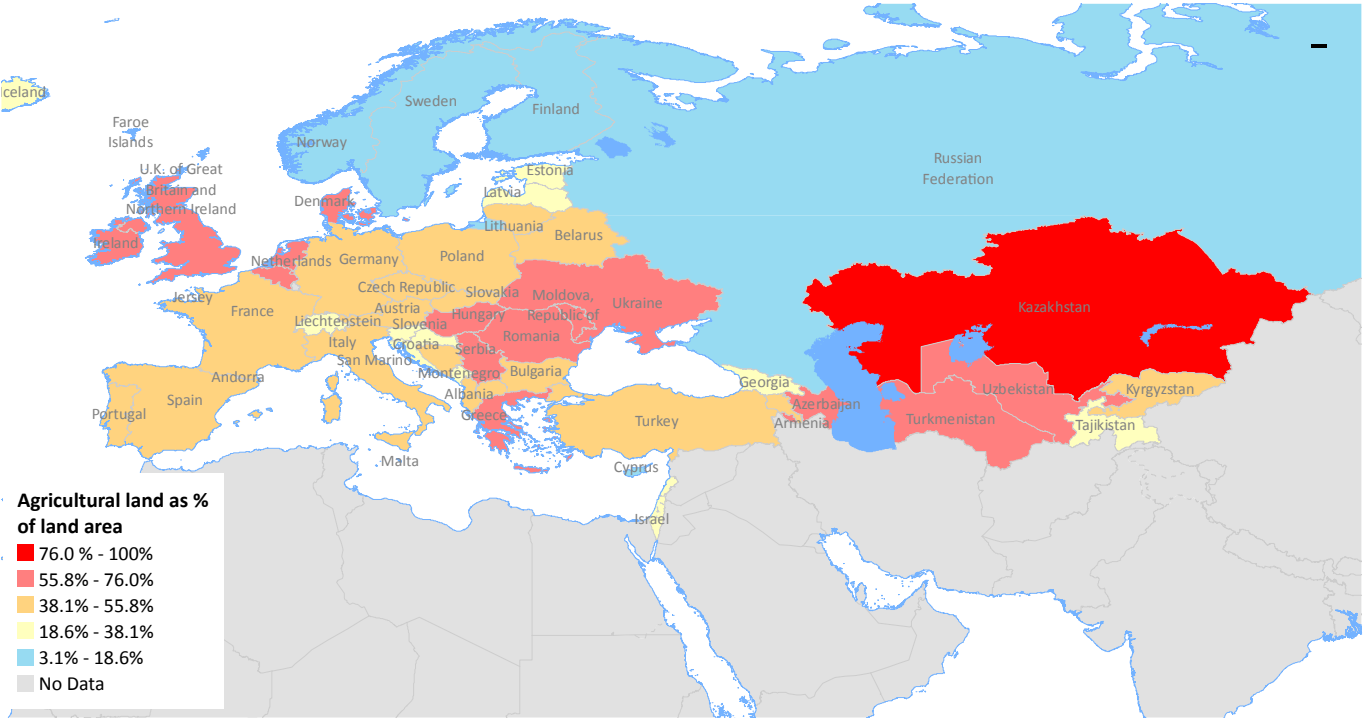 Iceland
Faroe
Islands
Norway
Sweden
Finland
Russian
Federation
U.K. of Great
Britain and
Northern Ireland
Ireland
Denmark
Estonia
Latvia
Lithuania
Belarus
Netherlands
Germany
Poland
Czech Republic
Slovakia
Moldova,
Republic of
Ukraine
Kazakhstan
Jersey
France
Austria
Liechtenstein
Slovenia
Hungary
Romania
Italy
Croatia
San Marino
Serbia
Montenegro
Bulgaria
Andorra
Albania
Greece
Portugal
Spain
Malta
Turkey
Cyprus
Israel
Georgia
Armenia
Azerbaijan
Turkmenistan
Uzbekistan
Kyrgyzstan
Tajikistan
Agricultural land as %
of land area
76.0 % - 100%
55.8% - 76.0%
38.1% - 55.8%
18.6% - 38.1%
3.1% - 18.6%
No Data